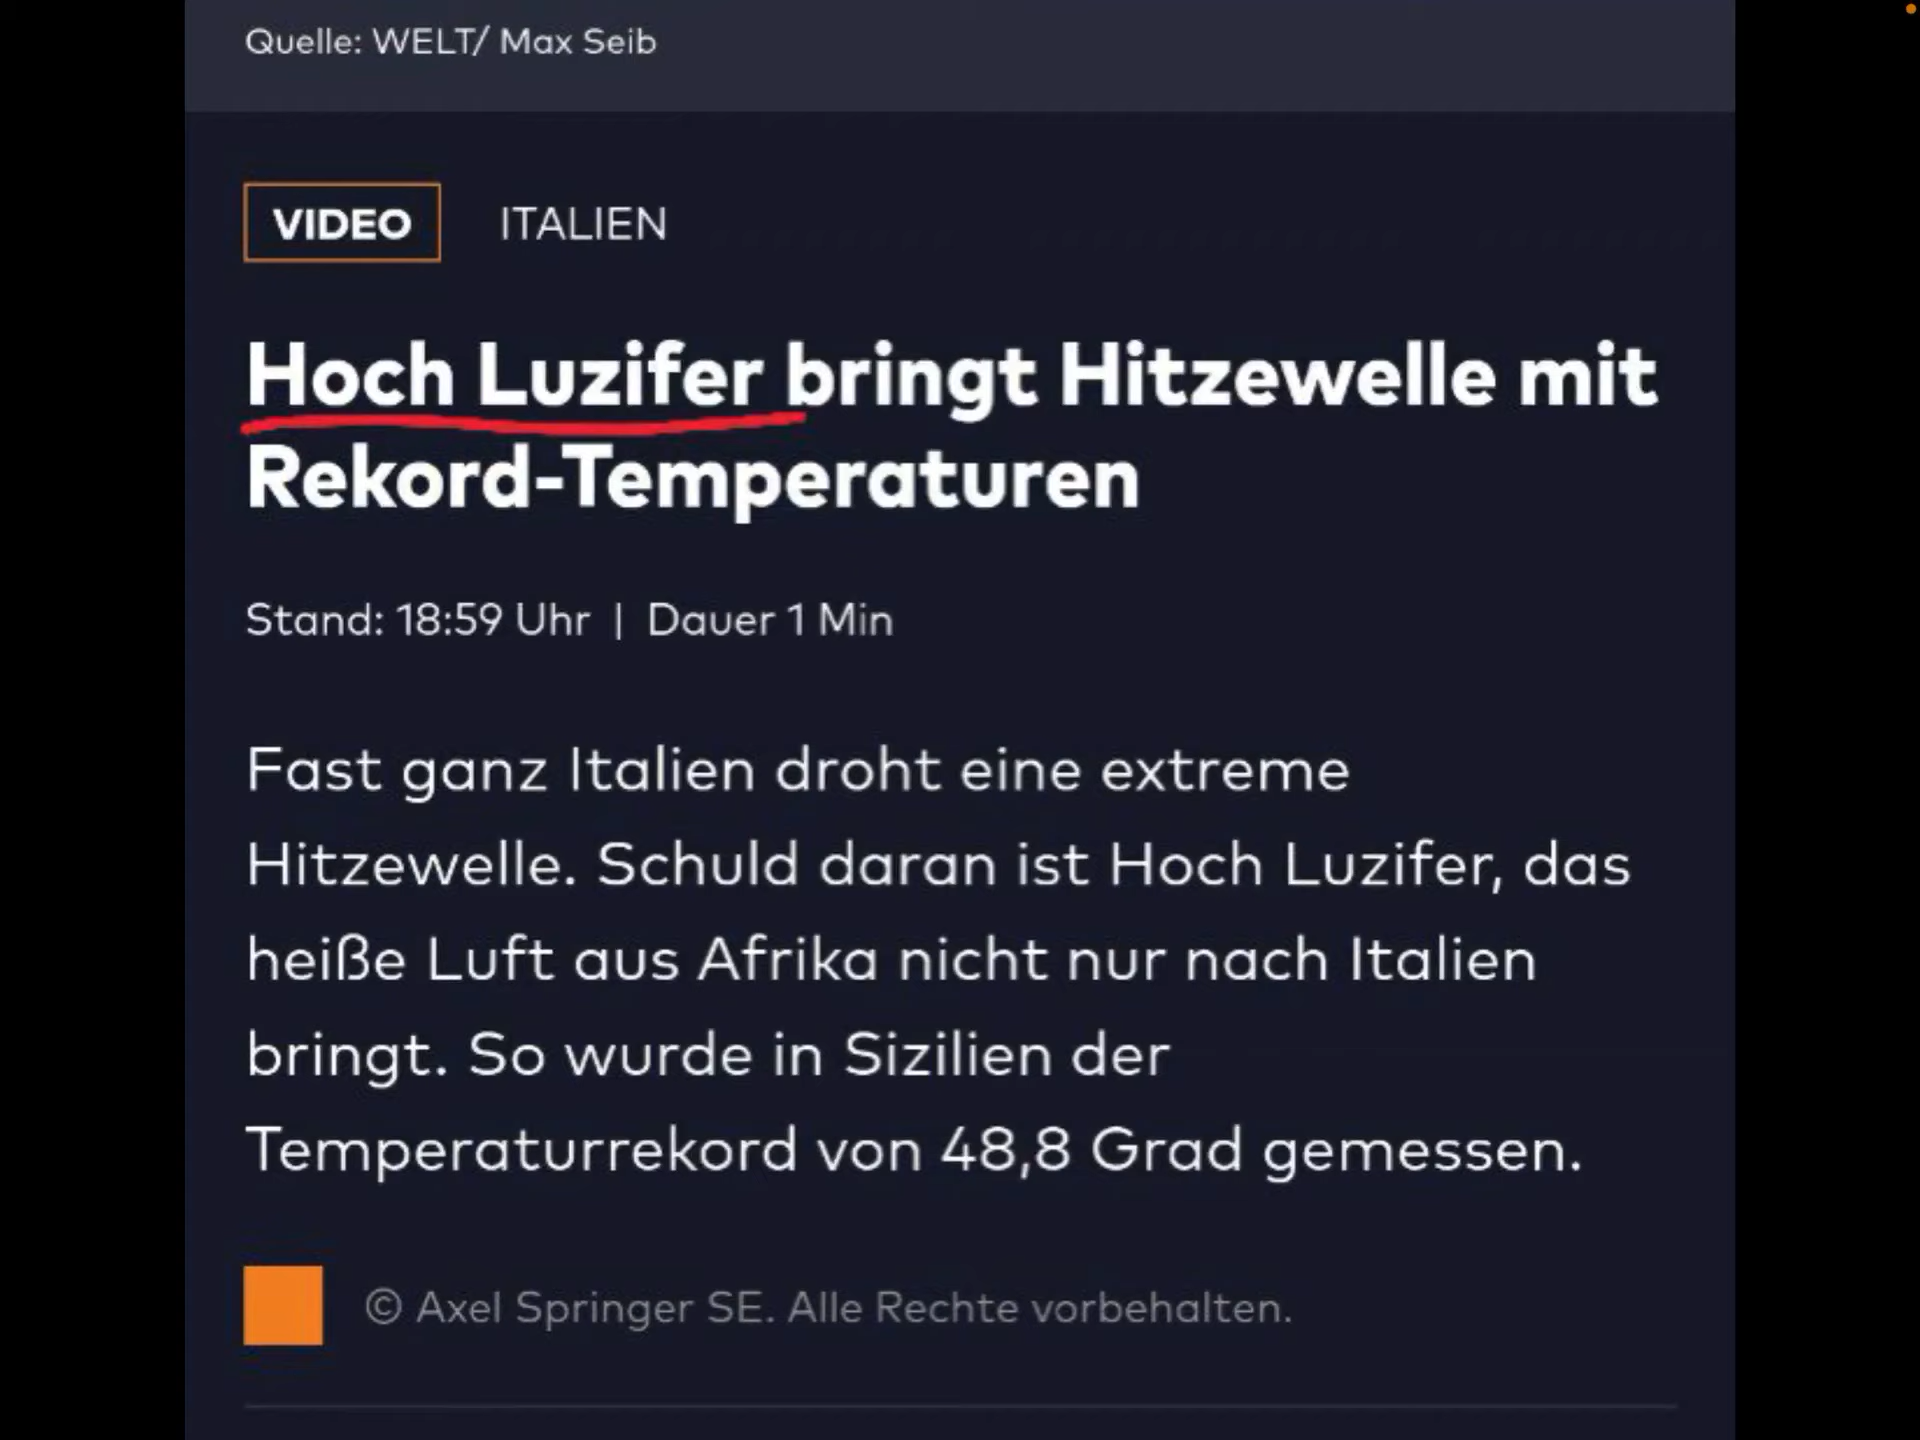 Quelle: WELT/ Max Seib
VIDEO ITALIEN
Hoch Luzifer bringt Hitzewelle mit
Rekord-Temperaturen
Stand: 18:59 Uhr | Dauer 1 Min
Fast ganz Italien droht eine extreme
Hitzewelle. Schuld daran ist Hoch Luzifer, das
heiße Luft aus Afrika nicht nur nach Italien
bringt. So wurde in Sizilien der
Temperaturrekord von 48,8 Grad gemessen.
© Axel Springer SE. Alle Rechte vorbehalten.